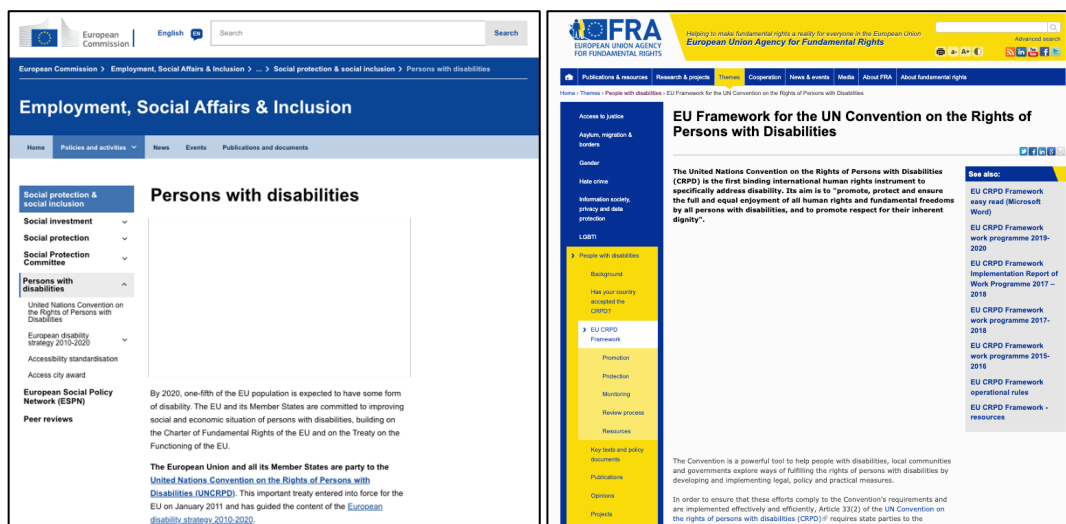 European
Commission
English EN
Search
Search
European Commission > Employment, Social Affairs & Inclusion > ... > Social protection & social inclusion > Persons with disabilities
Employment, Social Affairs & Inclusion
Home
Policies and activities
News
Events
Publications and documents
Social protection &
social inclusion
Social investment
Social protection
Social Protection
Committee
Persons with
disabilities
United Nations Convention on
the Rights of Persons with
Disabilities
European disability
strategy 2010-2020
Accessibility standardisation
Access city award
European Social Policy
Network (ESPN)
Peer reviews
Persons with disabilities
By 2020, one-fifth of the EU population is expected to have some form
of disability. The EU and its Member States are committed to improving
social and economic situation of persons with disabilities, building on
the Charter of Fundamental Rights of the EU and on the Treaty on the
Functioning of the EU.
The European Union and all its Member States are party to the
United Nations Convention on the Rights of Persons with
Disabilities (UNCRPD). This important treaty entered into force for the
EU on January 2011 and has guided the content of the European
disability strategy 2010-2020.
FRA
EUROPEAN UNION AGENCY
FOR FUNDAMENTAL RIGHTS
Helping to make fundamental rights a reality for everyone in the European Union
European Union Agency for Fundamental Rights
Advanced search
a- A+
Publications & resources
Research & projects
Themes
Cooperation
News & events
Media
About FRA
About fundamental rights
Home › Themes › People with disabilities › EU Framework for the UN Convention on the Rights of Persons with Disabilities
Access to justice
Asylum, migration &
borders
Gender
Hate crime
Information society,
privacy and data
protection
LGBTI
People with disabilities
Background
Has your country
accepted the
CRPD?
EU CRPD
Framework
Promotion
Protection
Monitoring
Review process
Resources
Key texts and policy
documents
Publications
Opinions
Projects
EU Framework for the UN Convention on the Rights of
Persons with Disabilities
The United Nations Convention on the Rights of Persons with Disabilities
(CRPD) is the first binding international human rights instrument to
specifically address disability. Its aim is to "promote, protect and ensure
the full and equal enjoyment of all human rights and fundamental freedoms
by all persons with disabilities, and to promote respect for their inherent
dignity".
The Convention is a powerful tool to help people with disabilities, local communities
and governments explore ways of fulfilling the rights of persons with disabilities by
developing and implementing legal, policy and practical measures.
In order to ensure that these efforts comply to the Convention's requirements and
are implemented effectively and efficiently, Article 33(2) of the UN Convention on
the rights of persons with disabilities (CRPD) requires state parties to the
See also:
EU CRPD Framework
easy read (Microsoft
Word)
EU CRPD Framework
work programme 2019-
2020
EU CRPD Framework
Implementation Report of
Work Programme 2017 –
2018
EU CRPD Framework
work programme 2017-
2018
EU CRPD Framework
work programme 2015-
2016
EU CRPD Framework
operational rules
EU CRPD Framework -
resources